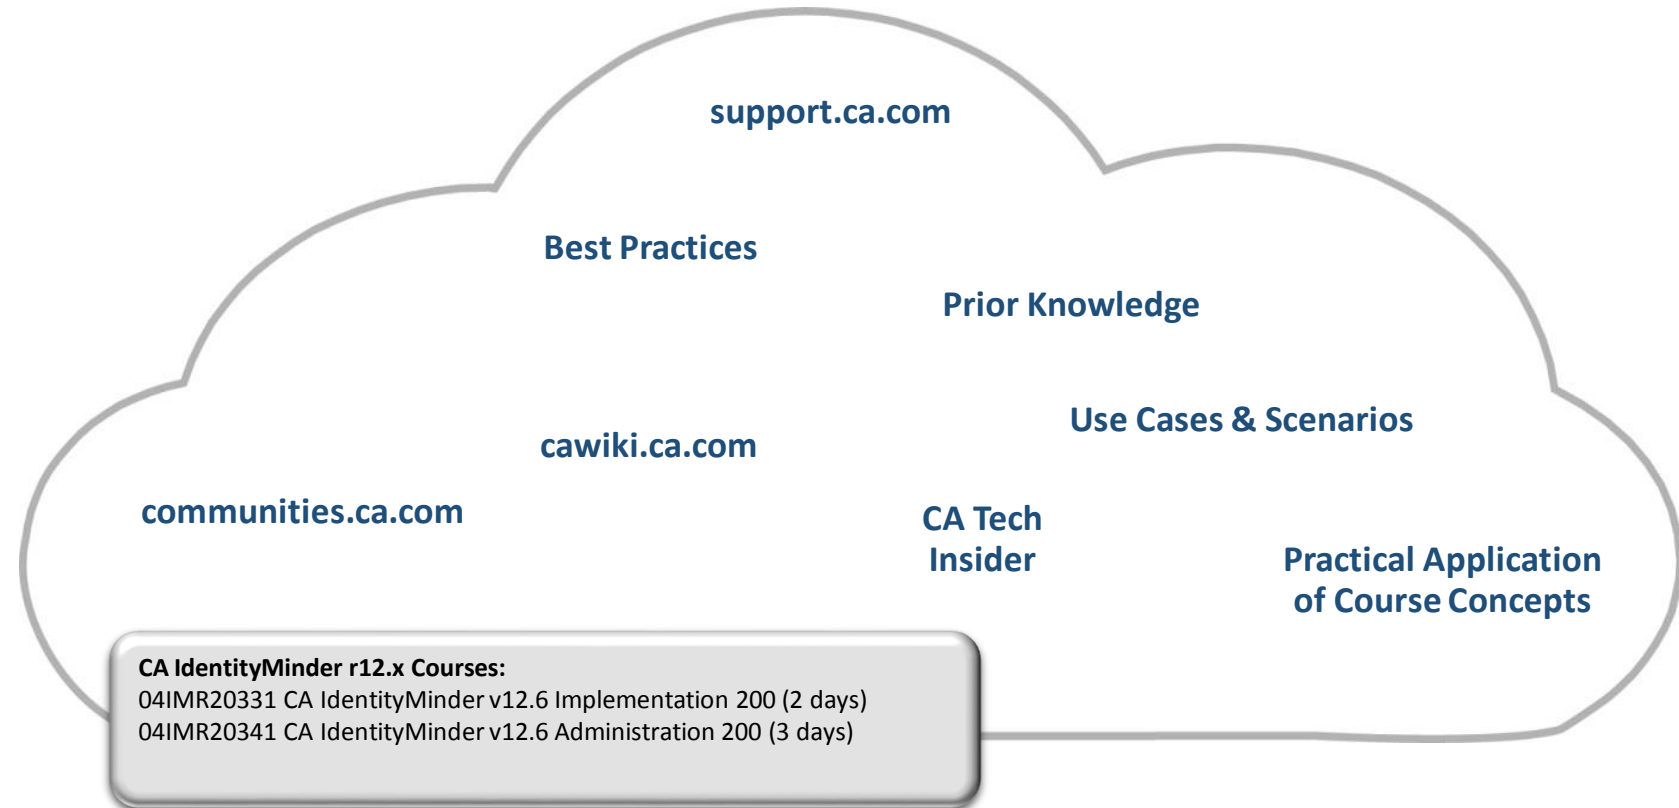 support.ca.com
Best Practices
Prior Knowledge
Use Cases & Scenarios
cawiki.ca.com
communities.ca.com
CA Tech
Insider
Practical Application
of Course Concepts
CA IdentityMinder r12.x Courses:
04IMR20331 CA IdentityMinder v12.6 Implementation 200 (2 days)
04IMR20341 CA IdentityMinder v12.6 Administration 200 (3 days)